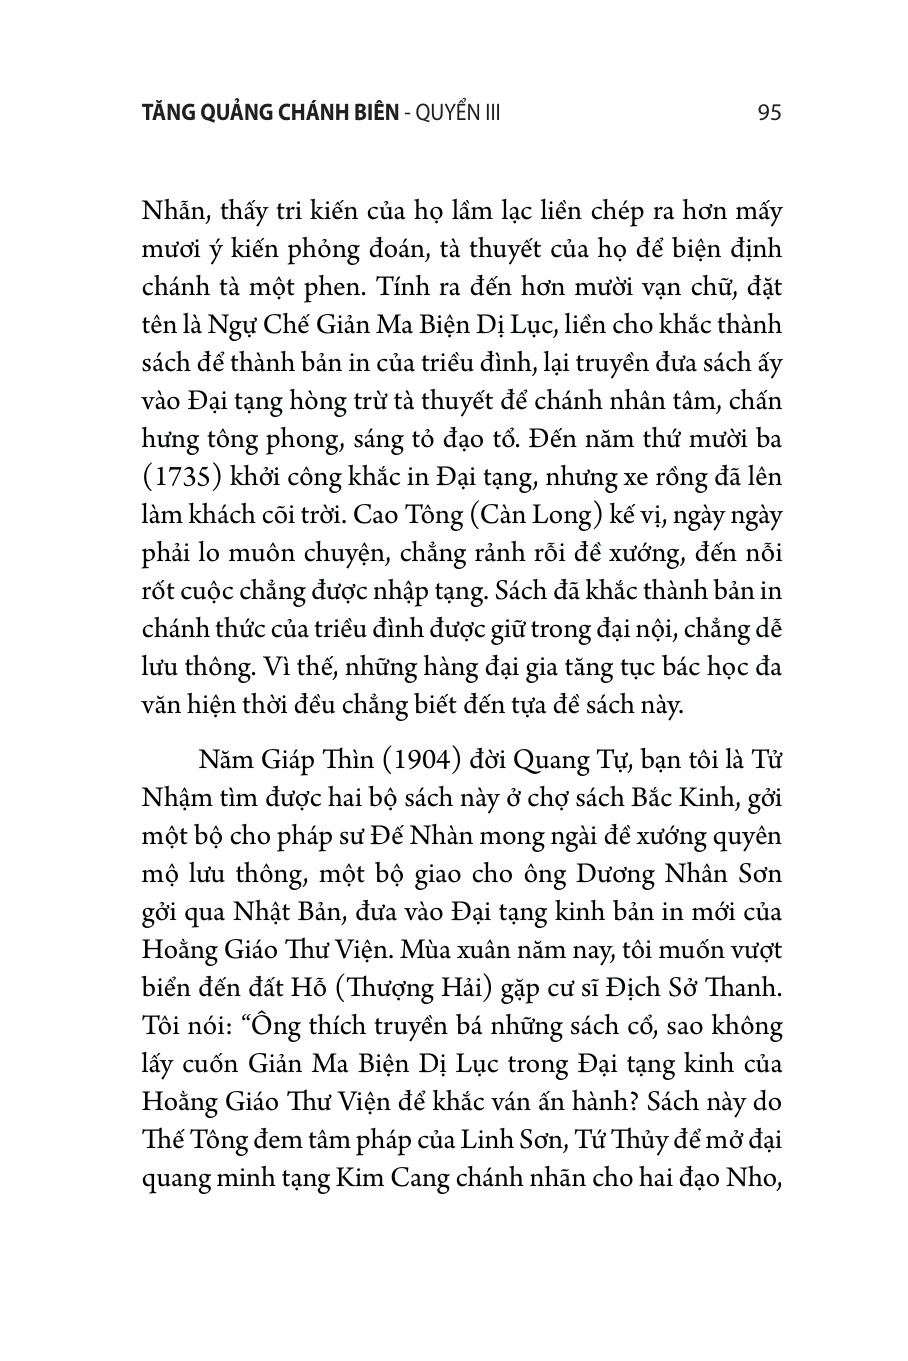 TĂNG QUẢNG CHÁNH BIÊN - QUYỂN III 95
Nhẫn, thấy tri kiến của họ lầm lạc liền chép ra hơn mấy
mươi ý kiến phỏng đoán, tà thuyết của họ để biện định
chánh tà một phen. Tính ra đến hơn mười vạn chữ, đặt
tên là Ngự Chế Giản Ma Biện Dị Lục, liền cho khắc thành
sách để thành bản in của triều đình, lại truyền đưa sách ấy
vào Đại tạng hòng trừ tà thuyết để chánh nhân tâm, chấn
hưng tông phong, sáng tỏ đạo tổ. Đến năm thứ mười ba
(1735) khởi công khắc in Đại tạng, nhưng xe rồng đã lên
làm khách cõi trời. Cao Tông (Càn Long) kế vị, ngày ngày
phải lo muôn chuyện, chẳng rảnh rỗi đề xướng, đến nỗi
rốt cuộc chẳng được nhập tạng. Sách đã khắc thành bản in
chánh thức của triều đình được giữ trong đại nội, chẳng dễ
lưu thông. Vì thế, những hàng đại gia tăng tục bác học đa
văn hiện thời đều chẳng biết đến tựa đề sách này.
Năm Giáp Thìn (1904) đời Quang Tự, bạn tôi là Tử
Nhậm tìm được hai bộ sách này ở chợ sách Bắc Kinh, gởi
một bộ cho pháp sư Đế Nhàn mong ngài đề xướng quyên
mộ lưu thông, một bộ giao cho ông Dương Nhân Sơn
gởi qua Nhật Bản, đưa vào Đại tạng kinh bản in mới của
Hoằng Giáo Thư Viện. Mùa xuân năm nay, tôi muốn vượt
biển đến đất Hỗ (Thượng Hải) gặp cư sĩ Địch Sở Thanh.
Tôi nói: “Ông thích truyền bá những sách cổ, sao không
lấy cuốn Giản Ma Biện Dị Lục trong Đại tạng kinh của
Hoằng Giáo Thư Viện để khắc ván ấn hành? Sách này do
Thế Tông đem tâm pháp của Linh Sơn, Tứ Thủy để mở đại
quang minh tạng Kim Cang chánh nhãn cho hai đạo Nho,